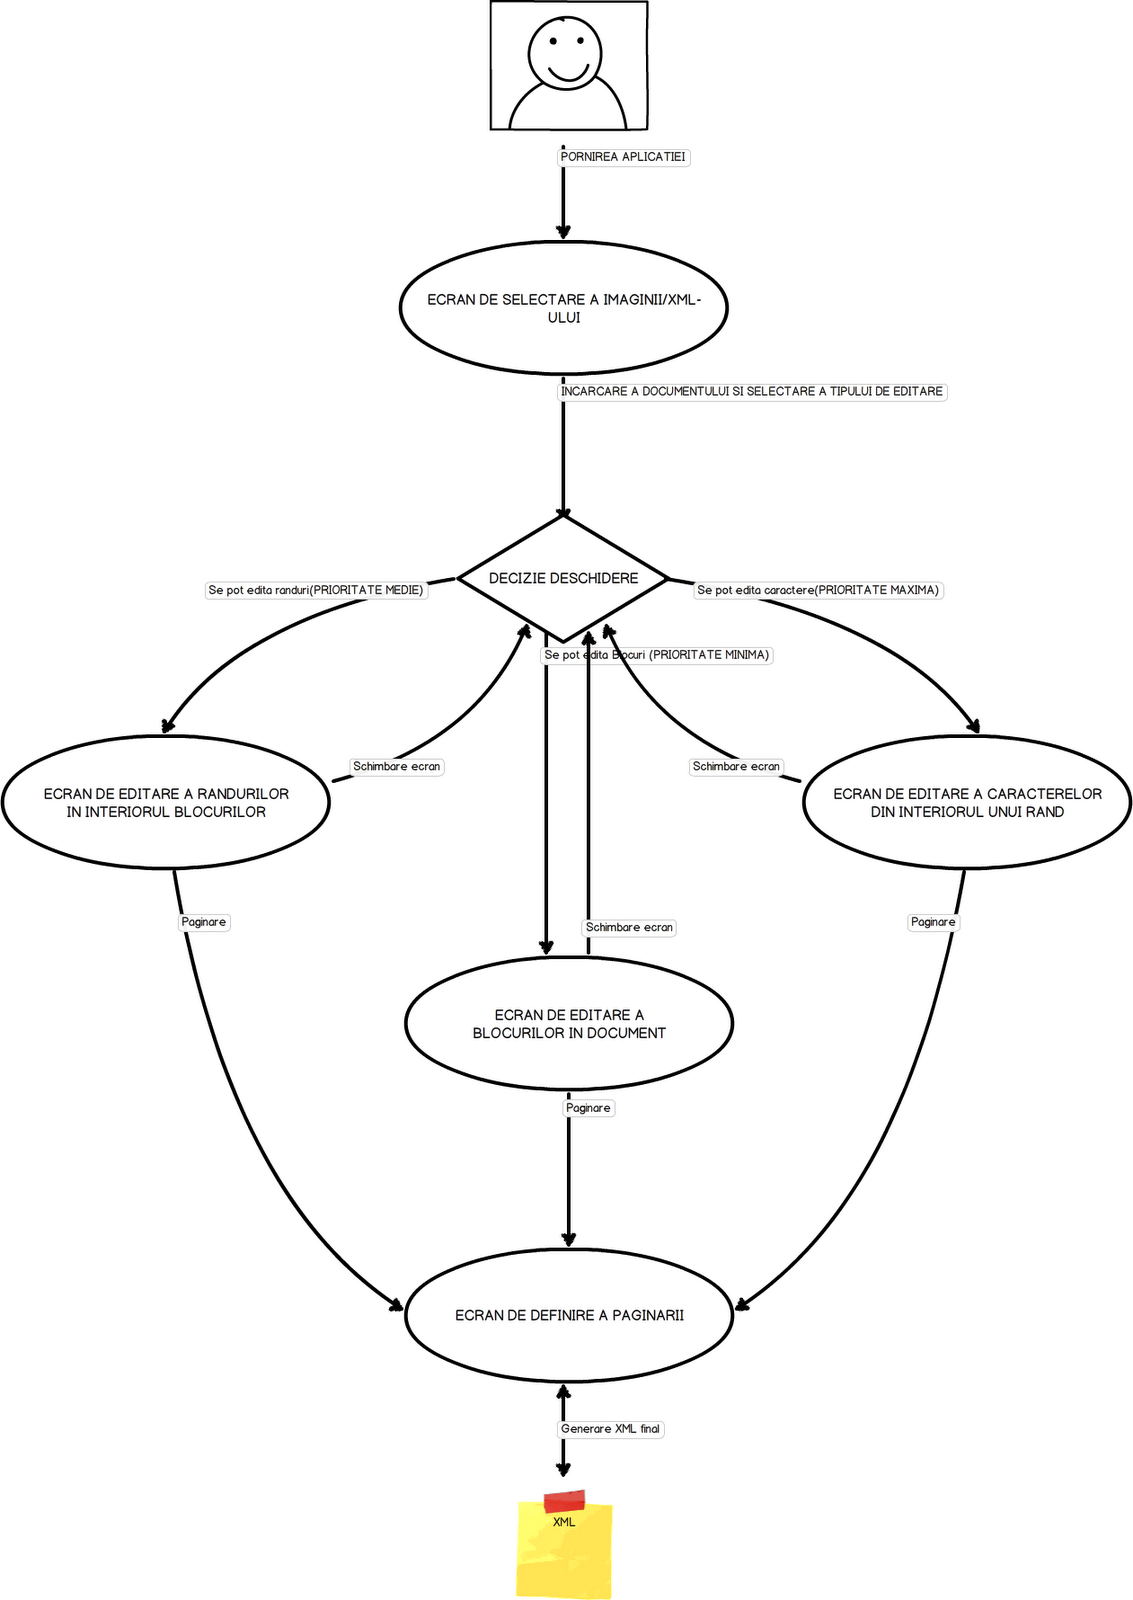 PORNIREA APLICATIEI
ECRAN DE SELECTARE A IMAGINII/XML-
ULUI
INCARCARE A DOCUMENTULUI SI SELECTARE A TIPULUI DE EDITARE
DECIZIE DESCHIDERE
Se pot edita randuri(PRIORITATE MEDIE)
Se pot edita caractere(PRIORITATE MAXIMA)
Se pot edita Blocuri (PRIORITATE MINIMA)
Schimbare ecran
Schimbare ecran
ECRAN DE EDITARE A RANDURILOR
IN INTERIORUL BLOCURILOR
ECRAN DE EDITARE A CARACTERELOR
DIN INTERIORUL UNUI RAND
Paginare
Paginare
Schimbare ecran
ECRAN DE EDITARE A
BLOCURILOR IN DOCUMENT
Paginare
ECRAN DE DEFINIRE A PAGINARII
Generare XML final
XML